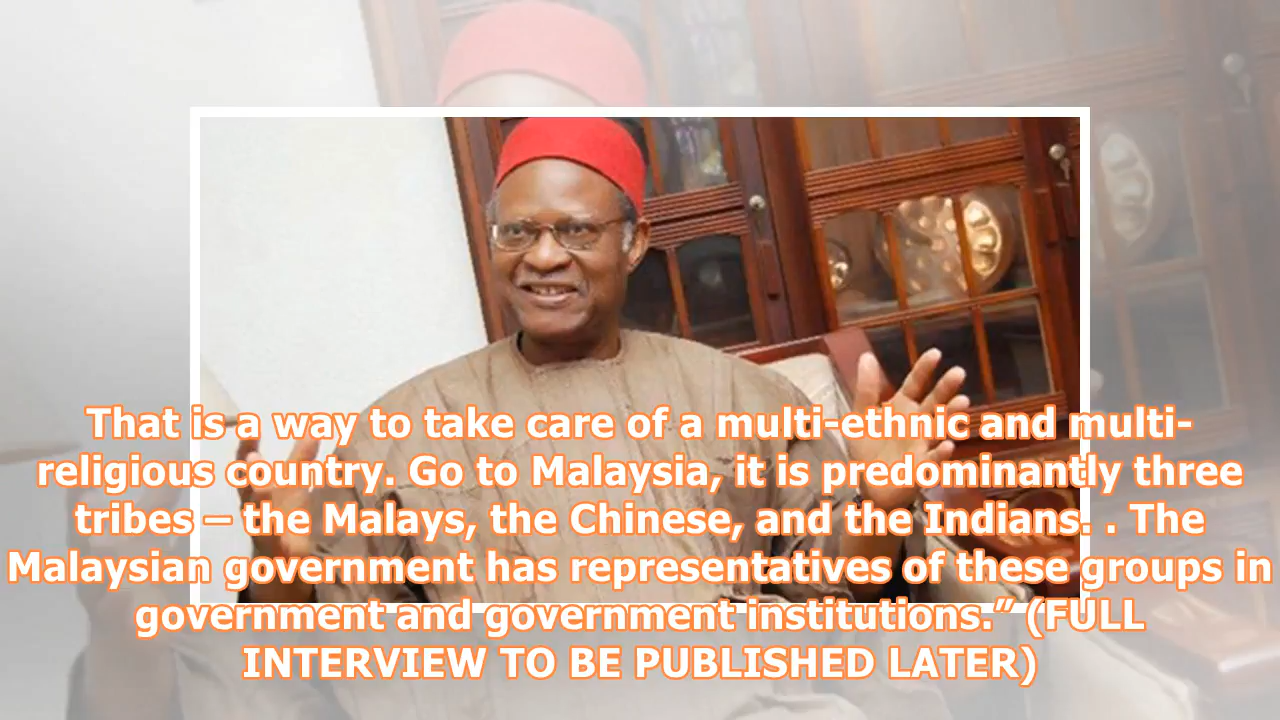 That is a way to take care of a multi-ethnic and multi-
religious country. Go to Malaysia, it is predominantly three
tribes – the Malays, the Chinese, and the Indians. . The
Malaysian government has representatives of these groups in
government and government institutions.” (FULL
INTERVIEW TO BE PUBLISHED LATER)